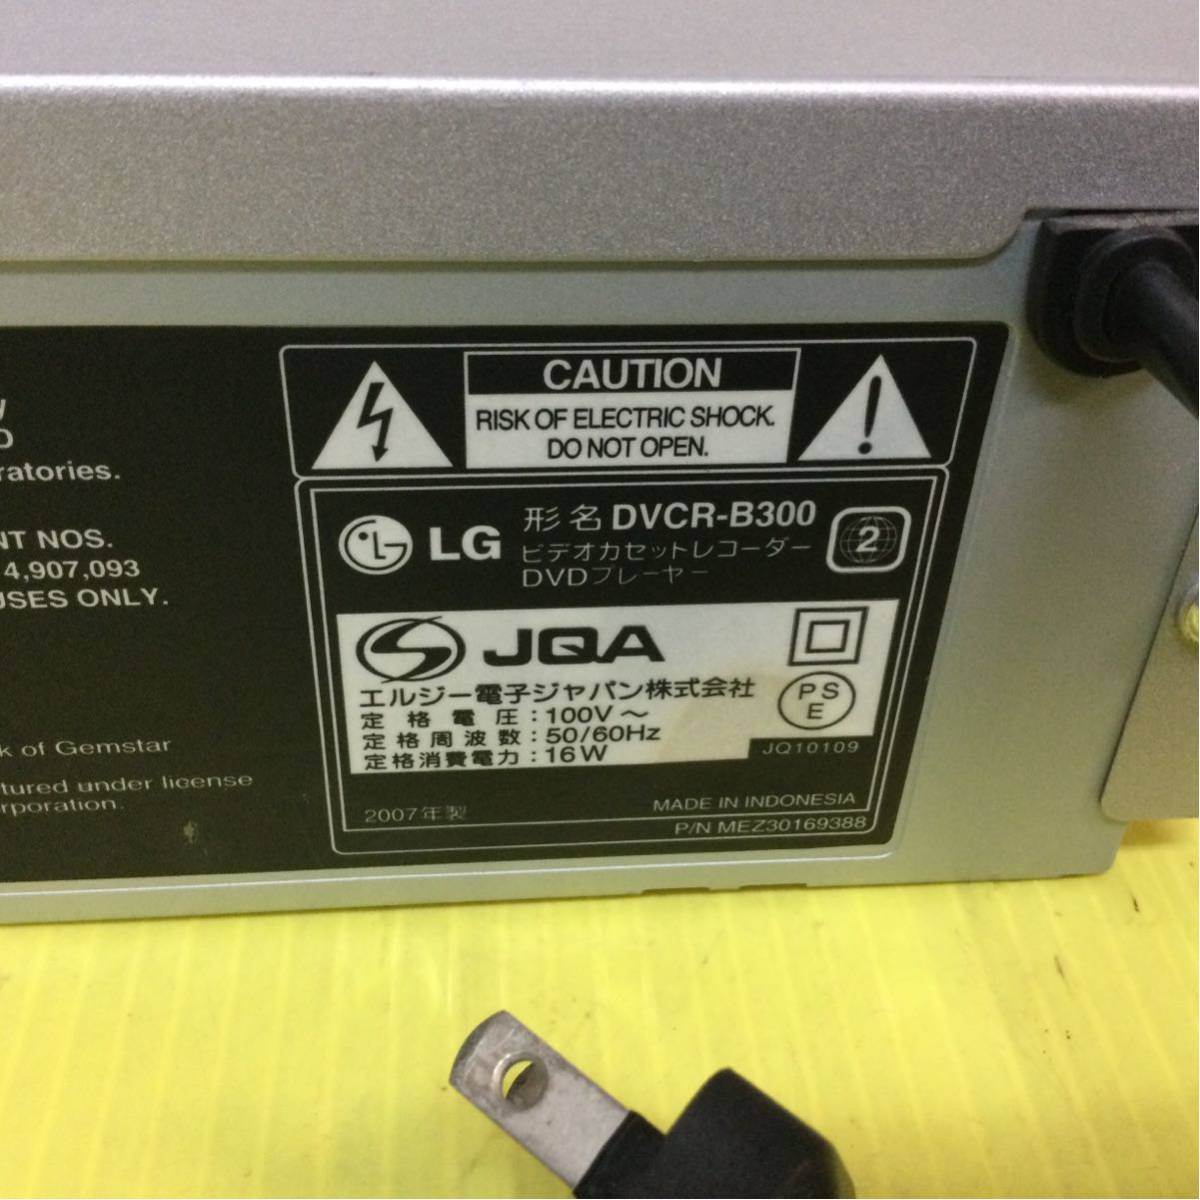 ratories.
NT NOS.
4,907,093
USES ONLY.
k of Gemstar
tured under license
rporation.
CAUTION
RISK OF ELECTRIC SHOCK.
DO NOT OPEN.
LG
形名 DVCR-B300
ビデオカセットレコーダー
DVDプレーヤー
2
JQA
エルジー電子ジャパン株式会社
定格電圧:100V～
定格周波数:50/60Hz
定格消費電力:16W
PS
E
JQ10109
2007年製
MADE IN INDONESIA
P/N MEZ30169388